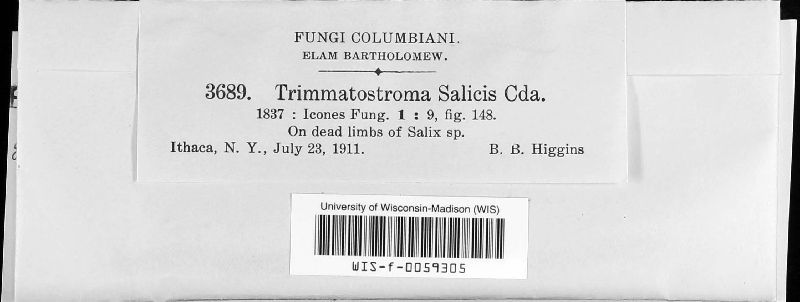 FUNGI COLUMBIANI.
ELAM BARTHOLOMEW.
3689. Trimmatostroma Salicis Cda.
1837 : Icones Fung. 1 : 9, fig. 148.
On dead limbs of Salix sp.
Ithaca, N. Y., July 23, 1911. B. B. Higgins
University of Wisconsin-Madison (WIS)
WIS-f-0059305